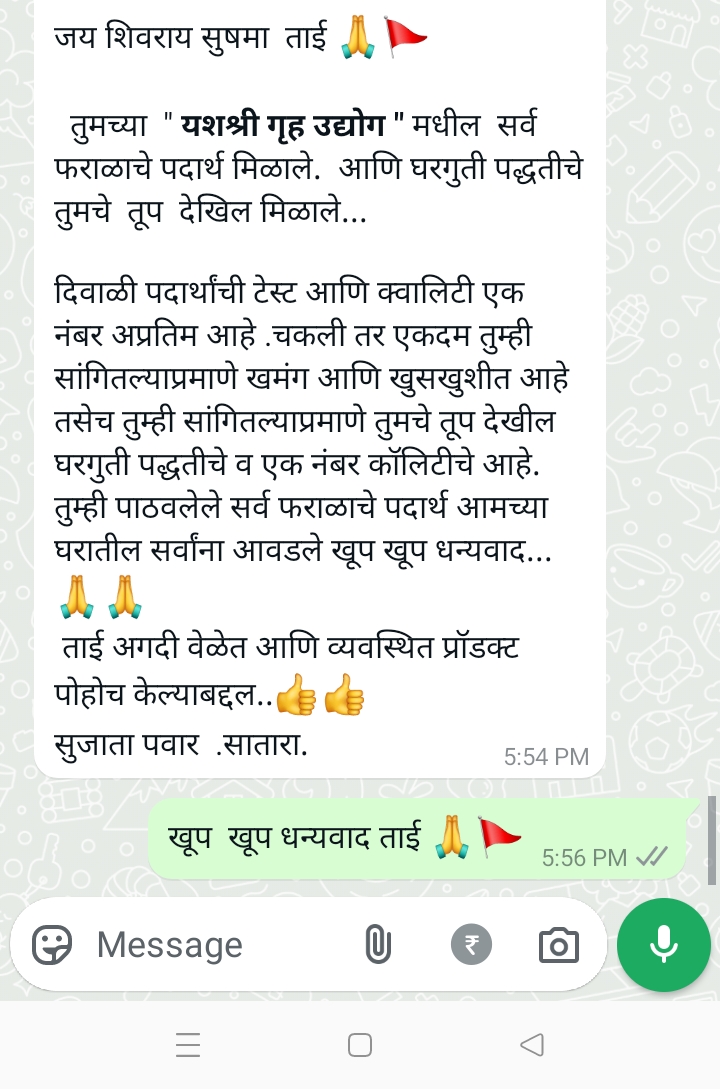 जय शिवराय सुषमा ताई 🙏🚩
तुमच्या " यशश्री गृह उद्योग " मधील सर्व
फराळाचे पदार्थ मिळाले. आणि घरगुती पद्धतीचे
तुमचे तूप देखिल मिळाले...
दिवाळी पदार्थांची टेस्ट आणि क्वालिटी एक
नंबर अप्रतिम आहे .चकली तर एकदम तुम्ही
सांगितल्याप्रमाणे खमंग आणि खुसखुशीत आहे
तसेच तुम्ही सांगितल्याप्रमाणे तुमचे तूप देखील
घरगुती पद्धतीचे व एक नंबर कॉलिटीचे आहे.
तुम्ही पाठवलेले सर्व फराळाचे पदार्थ आमच्या
घरातील सर्वांना आवडले खूप खूप धन्यवाद...
🙏 🙏
ताई अगदी वेळेत आणि व्यवस्थित प्रॉडक्ट
पोहोच केल्याबद्दल..👍 👍
सुजाता पवार .सातारा.
5:54 PM
खूप खूप धन्यवाद ताई 🙏🚩
5:56 PM
Message